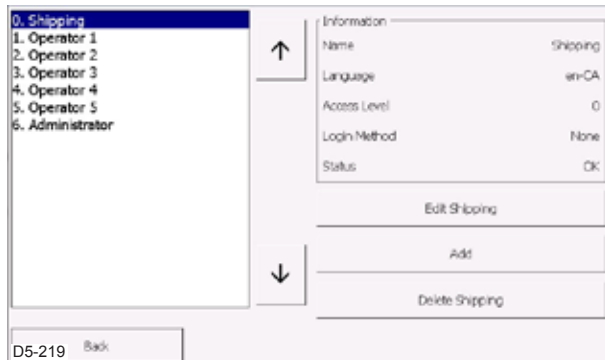 0. Shipping
1. Operator 1
2. Operator 2
3. Operator 3
4. Operator 4
5. Operator 5
6. Administrator
Information
Name Shipping
Language en-CA
Access Level 0
Login Method None
Status OK
Edit Shipping
Add
Delete Shipping
Back
D5-219